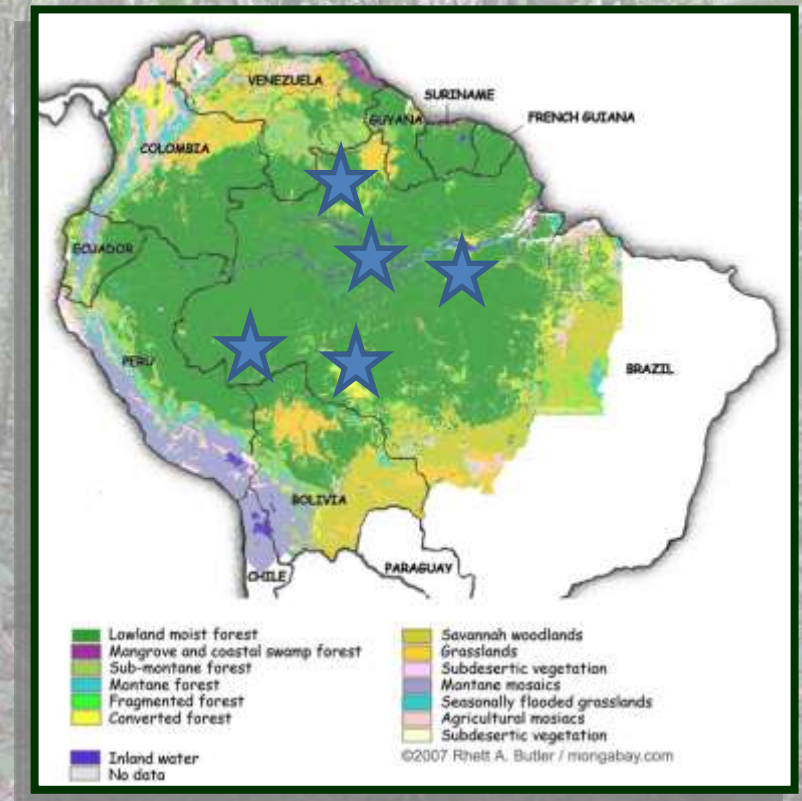 VENEZUELA
SURINAME
GUYANA
FRENCH GUIANA
COLOMBIA
ECUADOR
PERU
BRAZIL
BOLIVIA
CHILE
PARAGUAY
Lowland moist forest
Mangrove and coastal swamp forest
Sub-montane forest
Montane forest
Fragmented forest
Converted forest
Inland water
No data
Savannah woodlands
Grasslands
Subdesertic vegetation
Montane mosaics
Seasonally flooded grasslands
Agricultural mosiacs
Subdesertic vegetation
©2007 Rhett A. Butler / mongabay.com